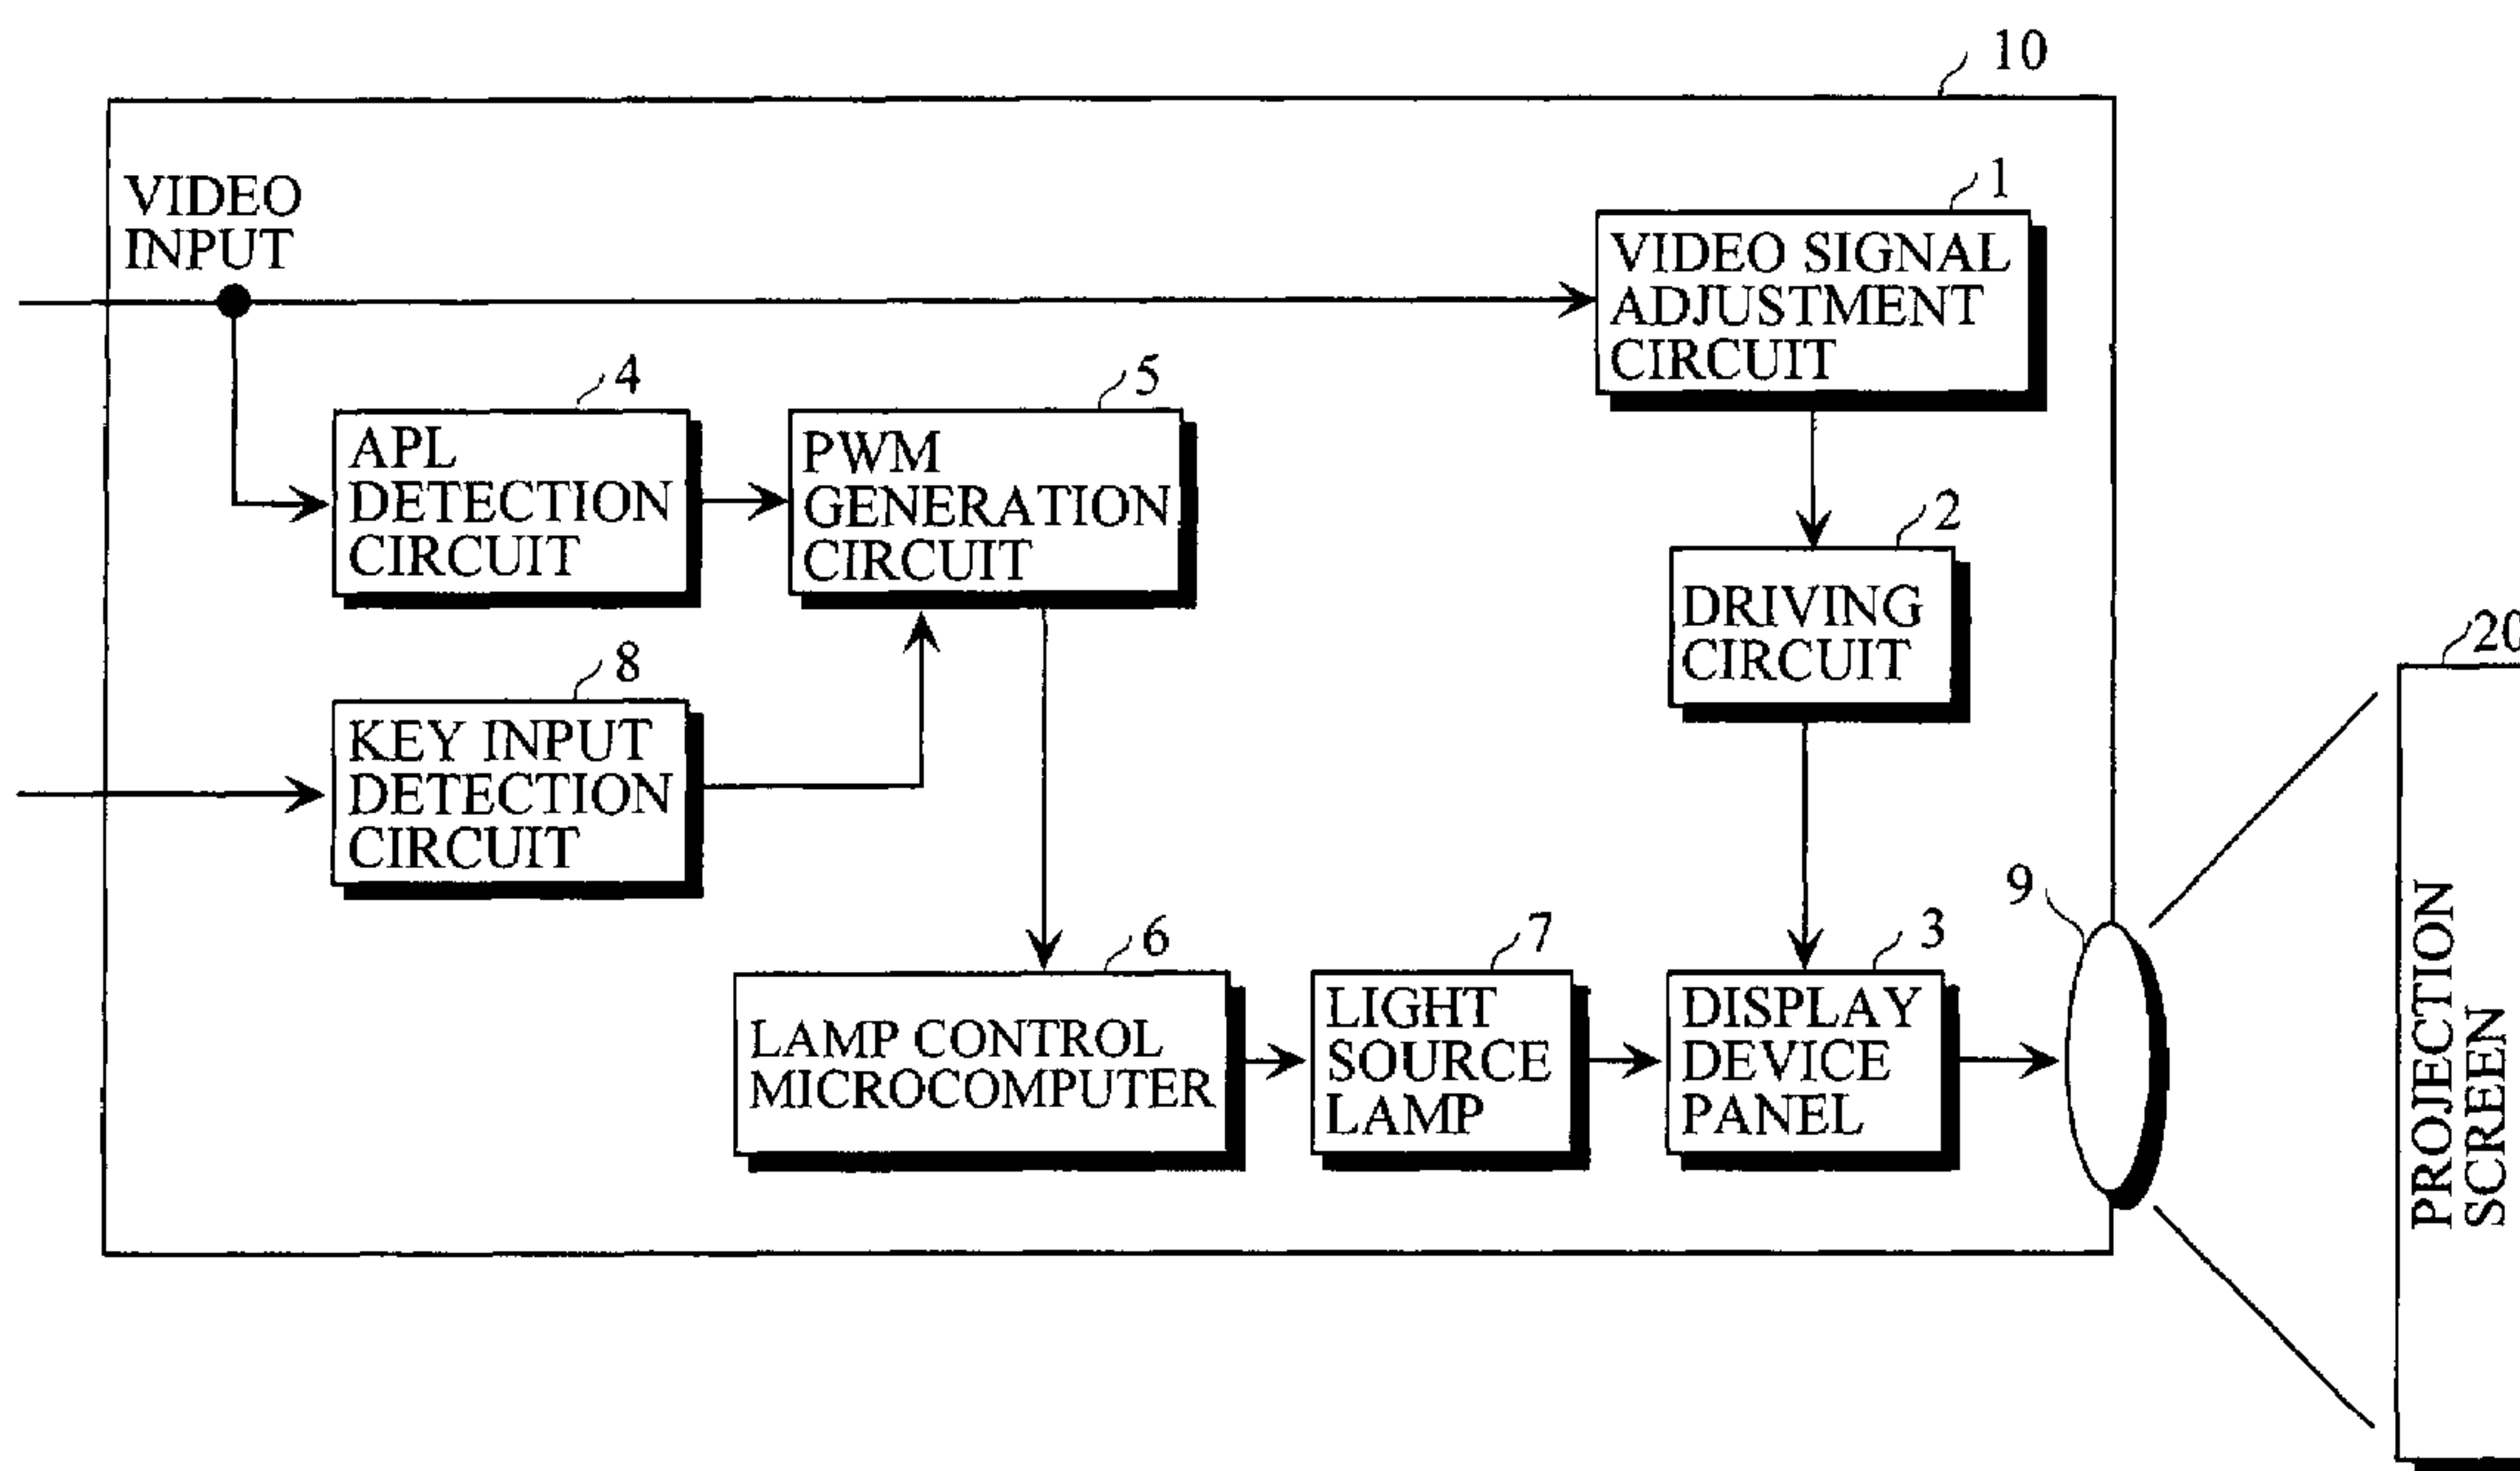 10
VIDEO
INPUT
1
VIDEO SIGNAL
ADJUSTMENT
CIRCUIT
4
APL
DETECTION
CIRCUIT
5
PWM
GENERATION
CIRCUIT
2
DRIVING
CIRCUIT
20
8
KEY INPUT
DETECTION
CIRCUIT
9
6
LAMP CONTROL
MICROCOMPUTER
7
LIGHT
SOURCE
LAMP
3
DISPLAY
DEVICE
PANEL
PROJECTION
SCREEN